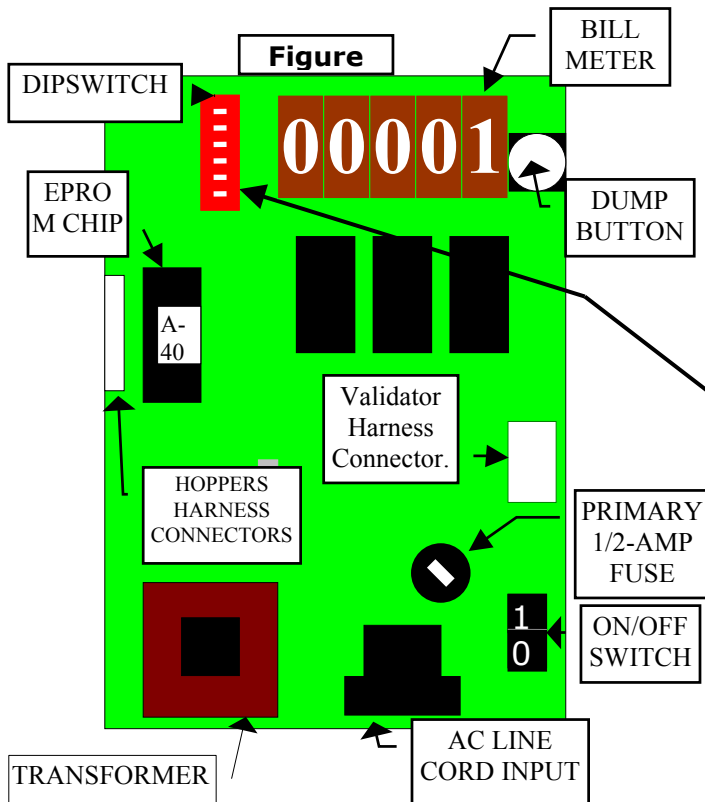 BILL
METER
Figure
DIPSWITCH
00001
EPRO
M CHIP
DUMP
BUTTON
A-
40
Validator
Harness
Connector.
HOPPERS
HARNESS
CONNECTORS
PRIMARY
1/2-AMP
FUSE
1
0
ON/OFF
SWITCH
AC LINE
CORD INPUT
TRANSFORMER